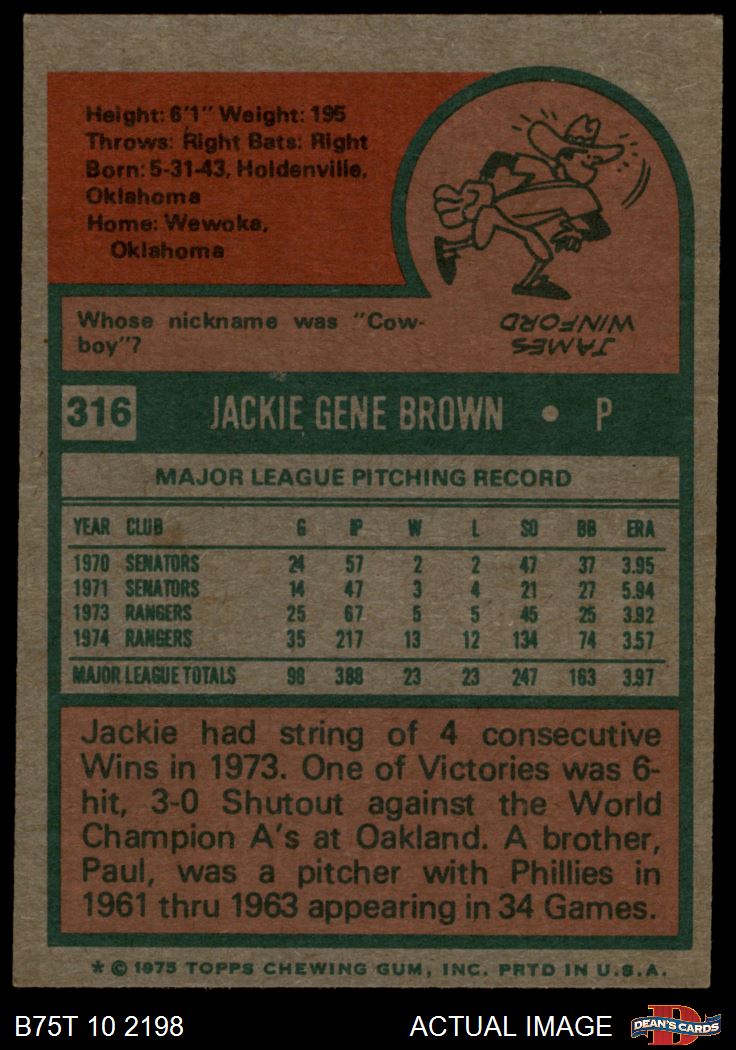 Height: 6'1" Weight: 195
Throws: Right Bats: Right
Born: 5-31-43, Holdenville,
Oklahoma
Home: Wewoka,
Oklahoma
Whose nickname was "Cow-
boy"?
JAMES
WINFORD
316 JACKIE GENE BROWN • P
MAJOR LEAGUE PITCHING RECORD
YEAR CLUB G IP W L SO BB ERA
1970 SENATORS 24 57 2 2 47 37 3.95
1971 SENATORS 14 47 3 4 21 27 5.94
1973 RANGERS 25 67 5 5 45 25 3.92
1974 RANGERS 35 217 13 12 134 74 3.57
MAJOR LEAGUE TOTALS 98 388 23 23 247 163 3.97
Jackie had string of 4 consecutive
Wins in 1973. One of Victories was 6-
hit, 3-0 Shutout against the World
Champion A's at Oakland. A brother,
Paul, was a pitcher with Phillies in
1961 thru 1963 appearing in 34 Games.
* © 1975 TOPPS CHEWING GUM, INC. PRTD IN U.S.A.
B75T 10 2198 ACTUAL IMAGE DEAN'S CARDS